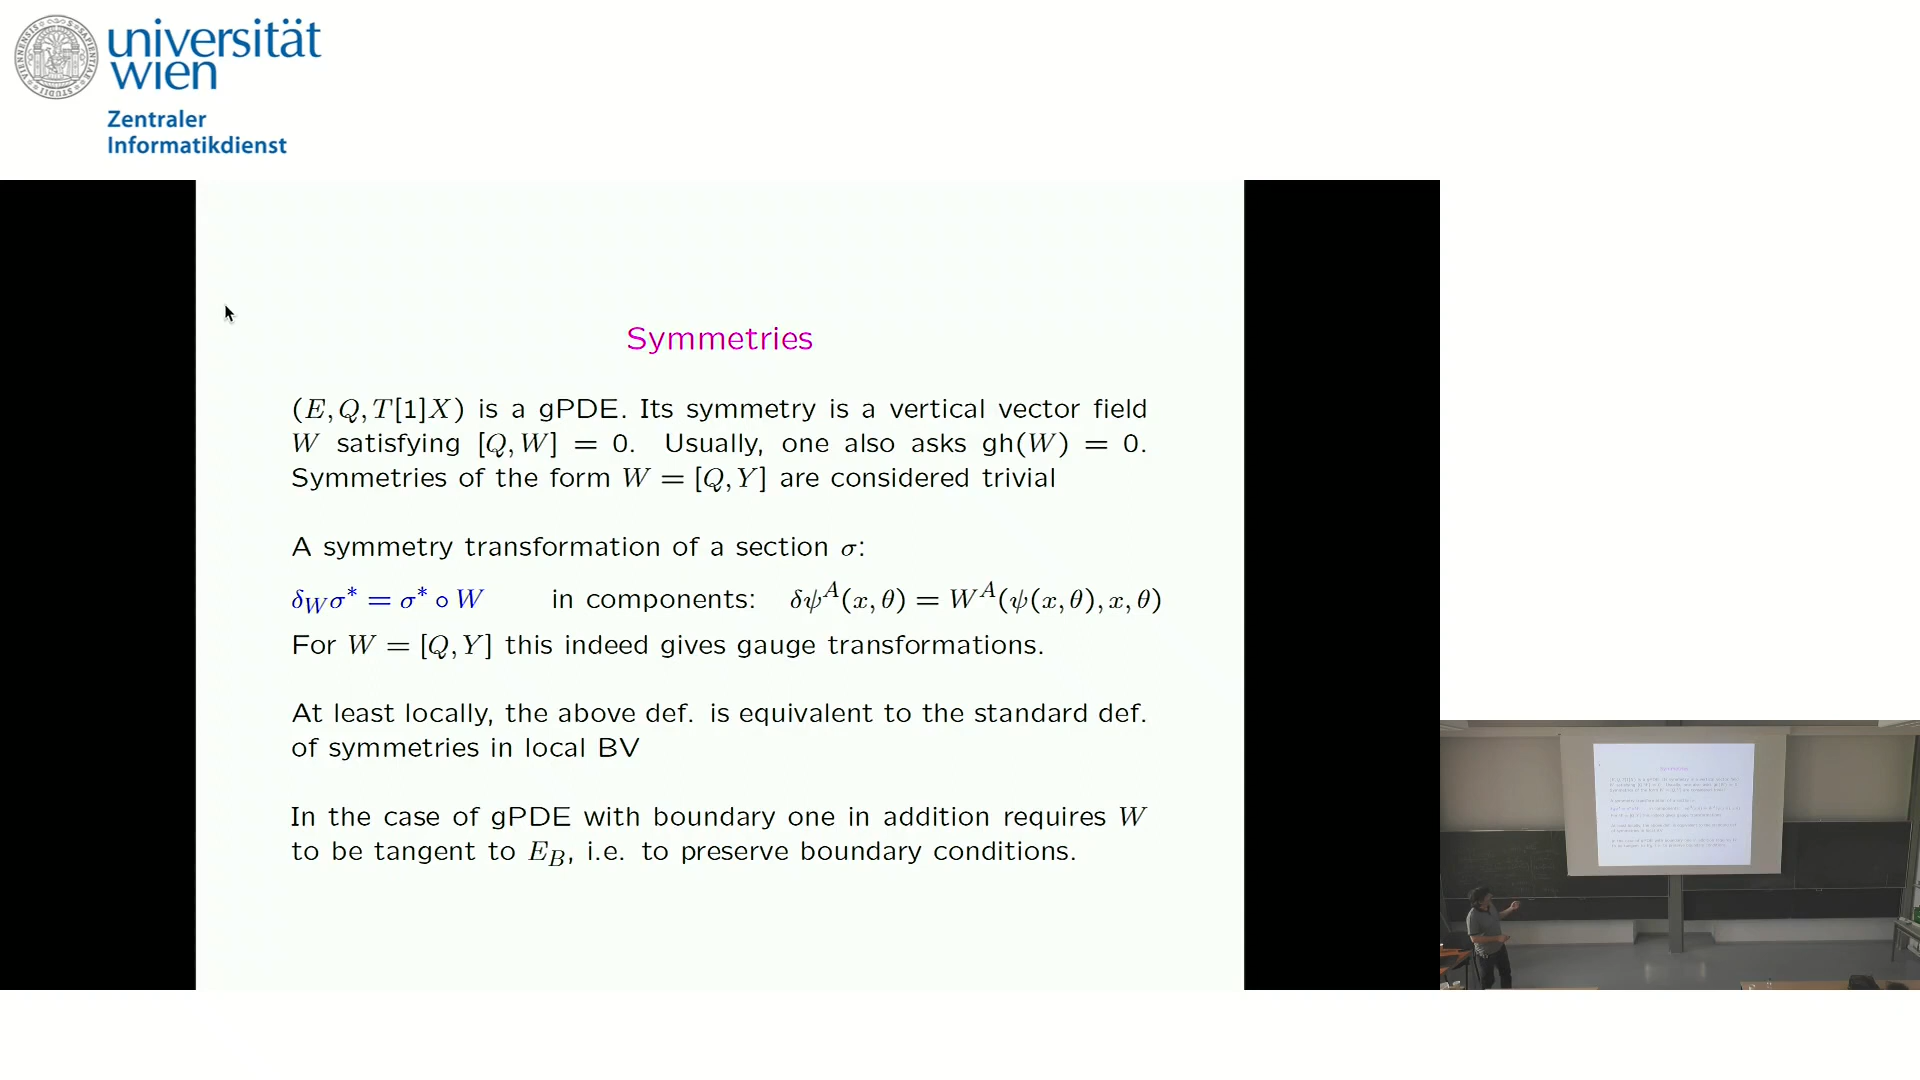 universität
wien
Zentraler
Informatikdienst
Symmetries
(E, Q, T[1]X) is a gPDE. Its symmetry is a vertical vector field
W satisfying [Q, W] = 0. Usually, one also asks gh(W) = 0.
Symmetries of the form W = [Q, Y] are considered trivial
A symmetry transformation of a section σ:
δ_Wσ* = σ* ∘ W in components: δψ^A(x, θ) = W^A(ψ(x, θ), x, θ)
For W = [Q, Y] this indeed gives gauge transformations.
At least locally, the above def. is equivalent to the standard def.
of symmetries in local BV
In the case of gPDE with boundary one in addition requires W
to be tangent to E_B, i.e. to preserve boundary conditions.